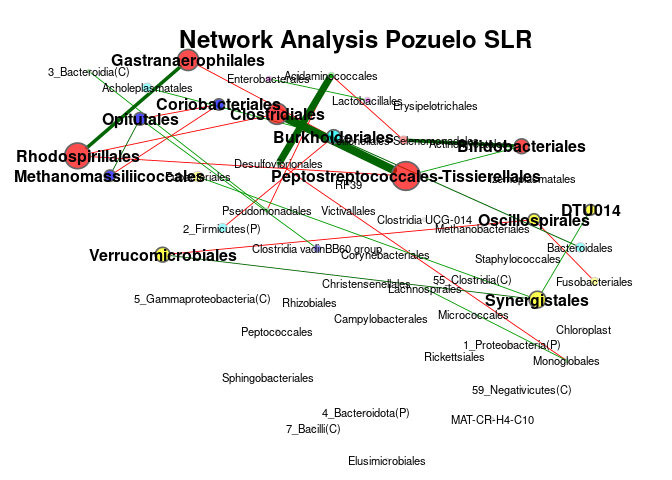 Network Analysis Pozuelo SLR
Gastranaerophilales
3_Bacteroidia(C)
Enterobacterales
Acidaminococcales
Acholeplasmatales
Lactobacillales
Coriobacteriales
Erysipelotrichales
Clostridiales
Opitutales
Burkholderiales
Bifidobacteriales
Rhodospirillales
Desulfovibrionales
Methanomassiliicoccales
Peptostreptococcales-Tissierellales
Izemoplasmatales
RF39
Pseudomonadales
Victivallales
DTU014
Clostridia UCG-014
Oscillospirales
2_Firmicutes(P)
Methanobacteriales
Clostridia vadinBB60 group
Bacteroidales
Verrucomicrobiales
Corynebacteriales
Staphylococcales
55_Clostridia(C)
Fusobacteriales
Christensenellales
Lachnospirales
5_Gammaproteobacteria(C)
Rhizobiales
Synergistales
Micrococcales
Campylobacterales
Peptococcales
Chloroplast
1_Proteobacteria(P)
Rickettsiales
Monoglobales
Sphingobacteriales
59_Negativicutes(C)
4_Bacteroidota(P)
MAT-CR-H4-C10
7_Bacilli(C)
Elusimicrobiales